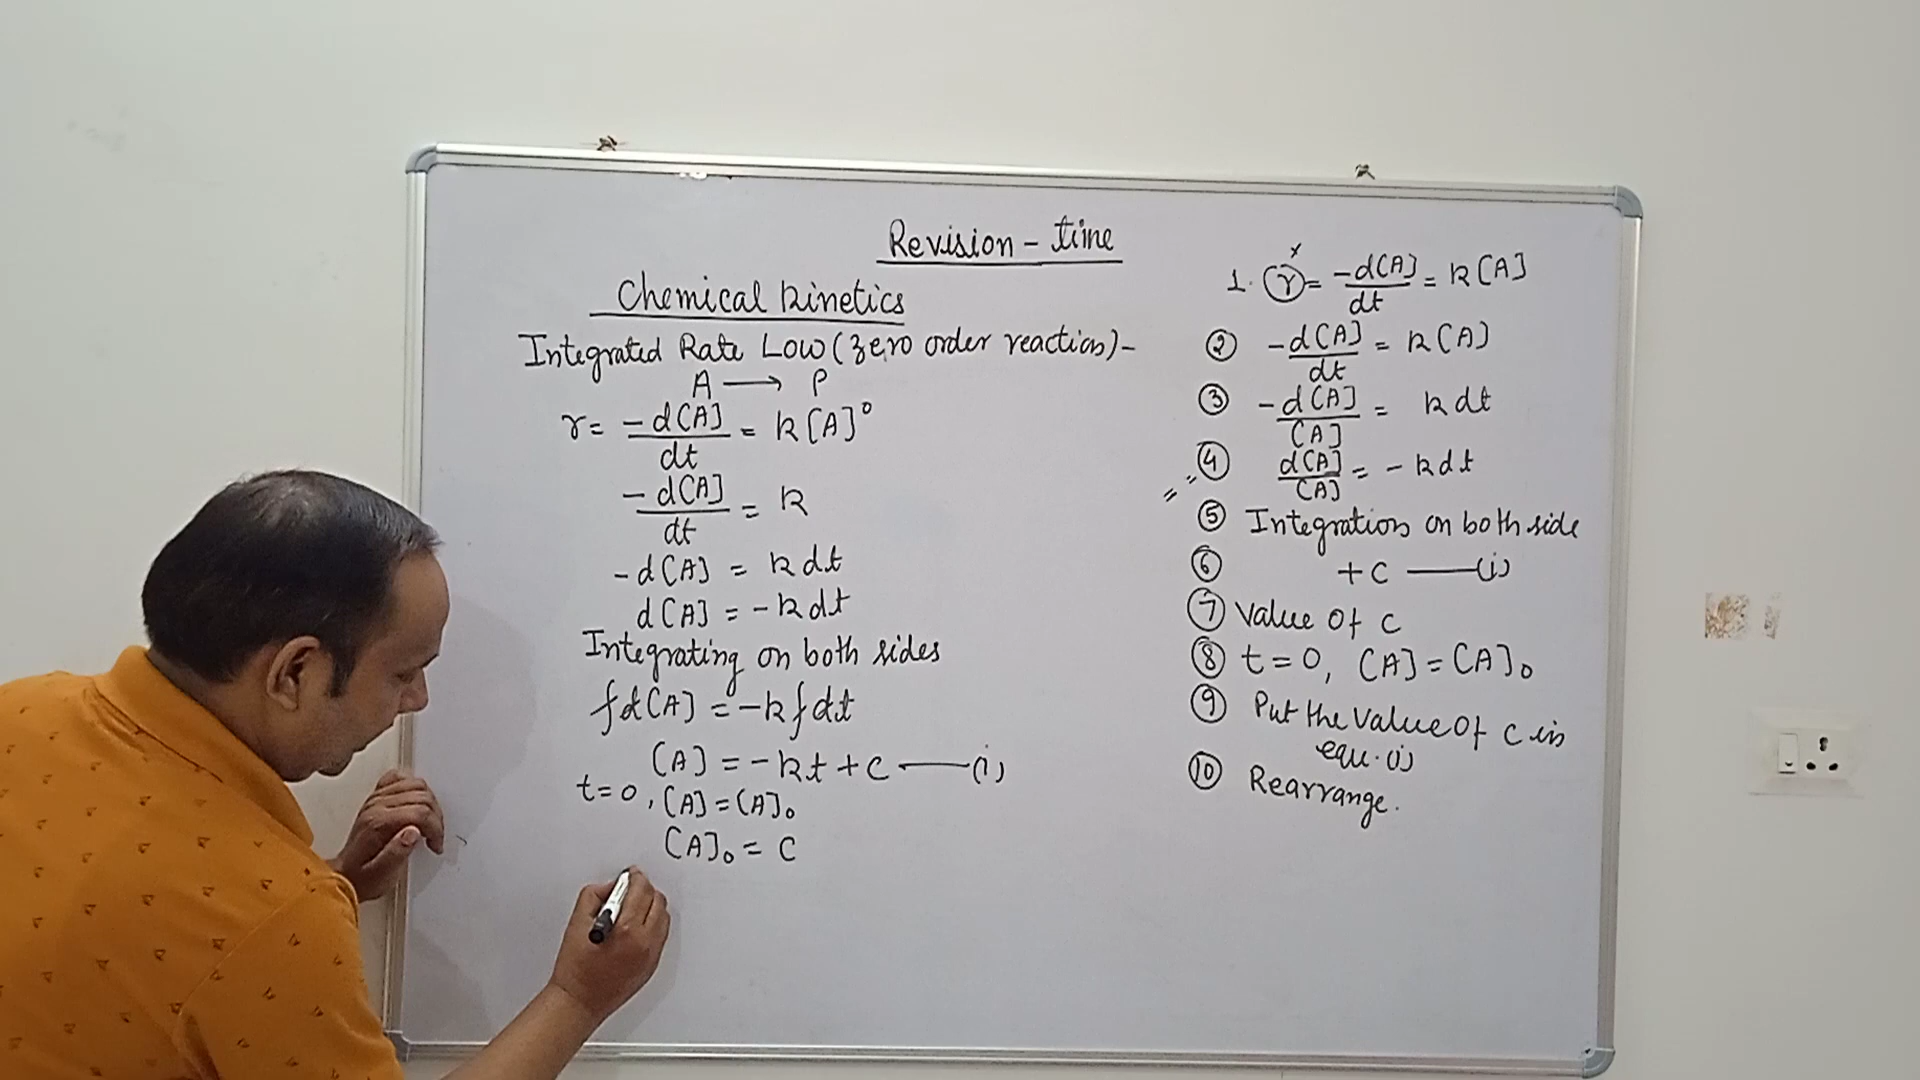 Revision - time
Chemical kinetics
Integrated Rate Low (zero order reaction) -
A ⟶ P
r = -d[A]/dt = k[A]⁰
-d[A]/dt = k
-d[A] = k dt
d[A] = -k dt
Integrating on both sides
∫d[A] = -k∫dt
[A] = -kt + c —— (i)
t = 0, [A] = [A]₀
[A]₀ = C
1. r = -d[A]/dt = k[A]
② -d[A]/dt = k[A]
③ -d[A]/[A] = k dt
④ d[A]/[A] = -k dt
⑤ Integration on both side
⑥ + c —— (i)
⑦ Value of c
⑧ t = 0, [A] = [A]₀
⑨ Put the value of c in
equ. (i)
⑩ Rearrange.